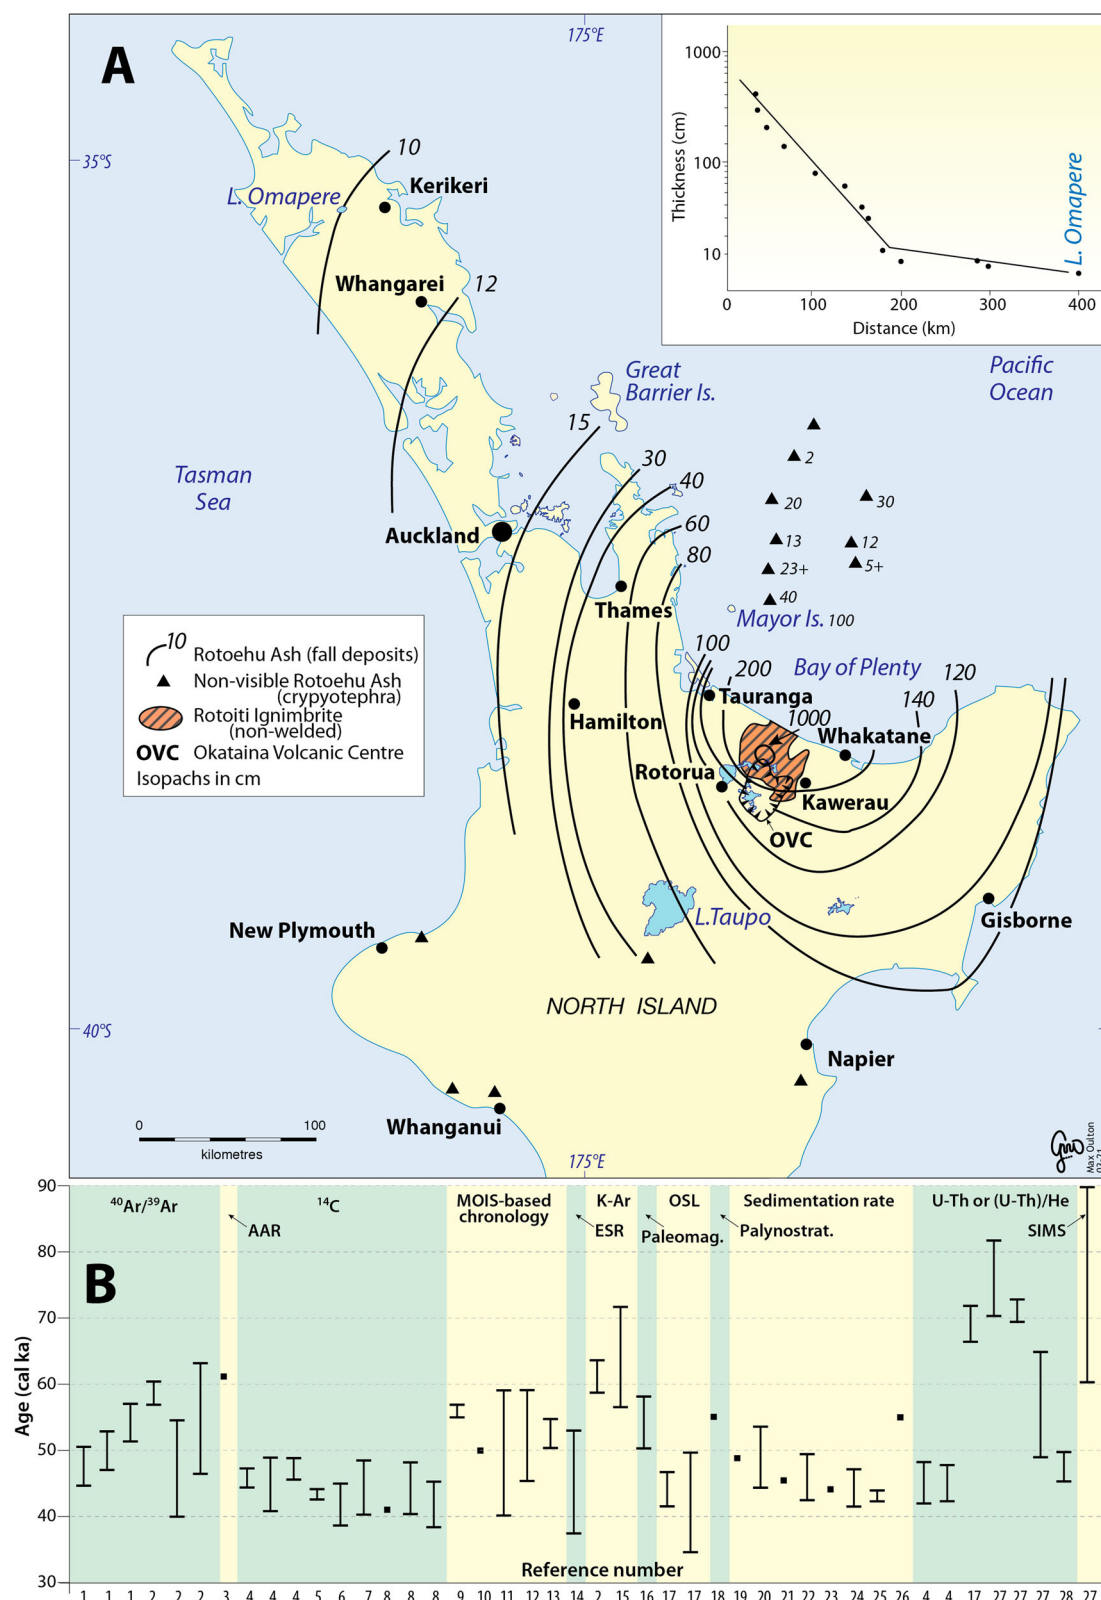 A
175°E
35°S
10
Kerikeri
L. Omapere
Whangarei
12
1000
100
10
Thickness (cm)
L. Omapere
0
100
200
300
400
Distance (km)
Great
Barrier Is.
Pacific
Ocean
Tasman
Sea
15
30
40
60
80
Auckland
Thames
2
20
30
13
12
23+
5+
40
Mayor Is. 100
10
Rotoehu Ash (fall deposits)
Non-visible Rotoehu Ash
(crypyotephra)
Rotoiti Ignimbrite
(non-welded)
OVC Okataina Volcanic Centre
Isopachs in cm
100
200
Bay of Plenty
120
140
Tauranga
Hamilton
1000
Whakatane
Rotorua
Kawerau
OVC
L.Taupo
Gisborne
New Plymouth
NORTH ISLAND
40°S
Napier
Whanganui
0
100
kilometres
175°E
Max Oulton
B
90
80
70
60
50
40
30
Age (cal ka)
40Ar/39Ar
AAR
14C
MOIS-based
chronology
ESR
K-Ar
Paleomag.
OSL
Palynostrat.
Sedimentation rate
U-Th or (U-Th)/He
SIMS
Reference number
1 1 1 2 2 2 3 4 4 4 5 6 7 8 8 8 9 10 11 12 13 14 2 15 16 17 17 18 19 20 21 22 23 24 25 26 4 4 17 27 27 27 28 27